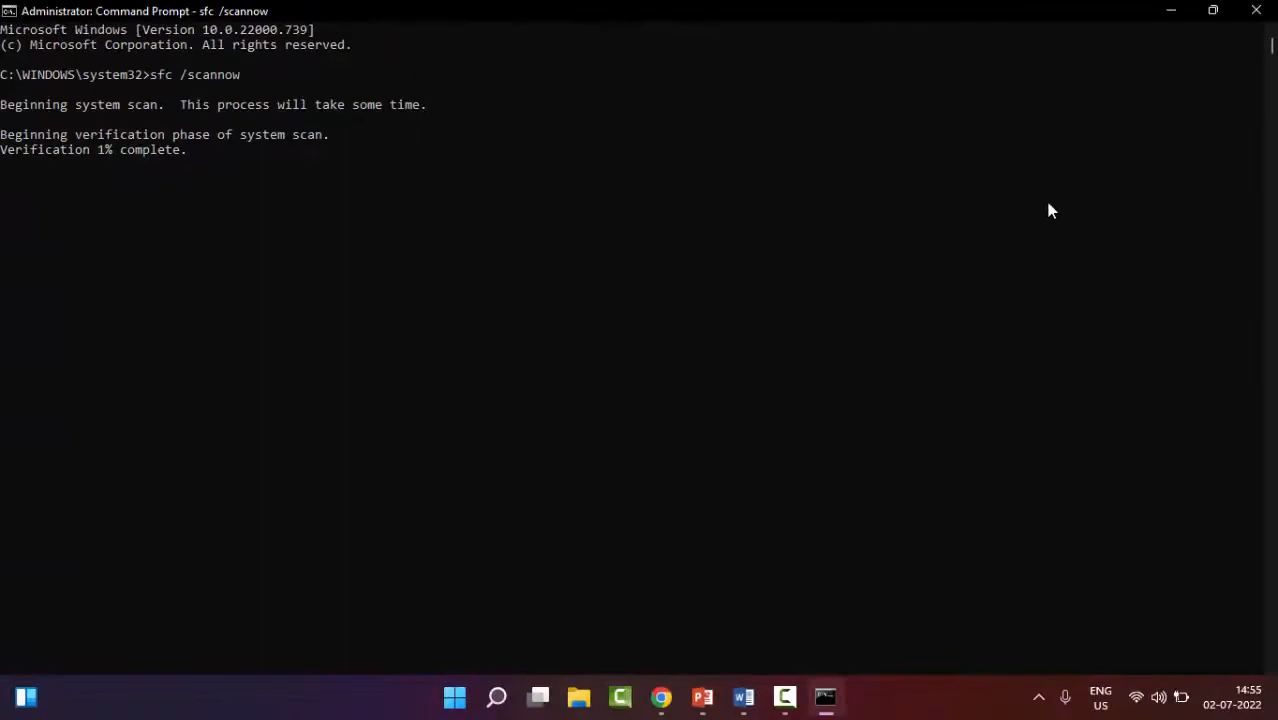 Administrator: Command Prompt - sfc  /scannow
Microsoft Windows [Version 10.0.22000.739]
(c) Microsoft Corporation. All rights reserved.
C:\WINDOWS\system32>sfc /scannow
Beginning system scan.  This process will take some time.
Beginning verification phase of system scan.
Verification 1% complete.
ENG
US
14:55
02-07-2022